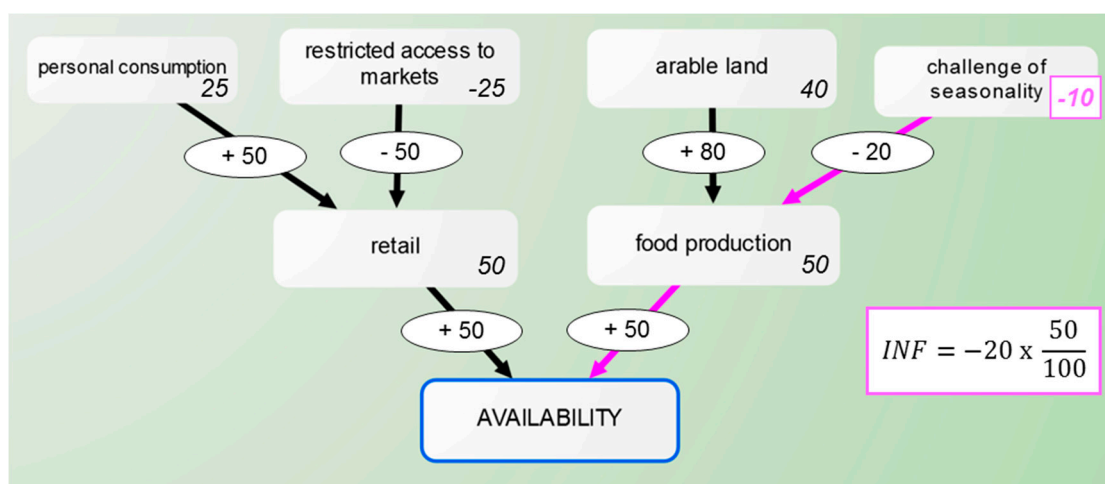 personal consumption
25
restricted access to
markets
-25
arable land
40
challenge of
seasonality
-10
+ 50
- 50
+ 80
- 20
retail
50
food production
50
+ 50
+ 50
INF = −20 x 50/100
AVAILABILITY